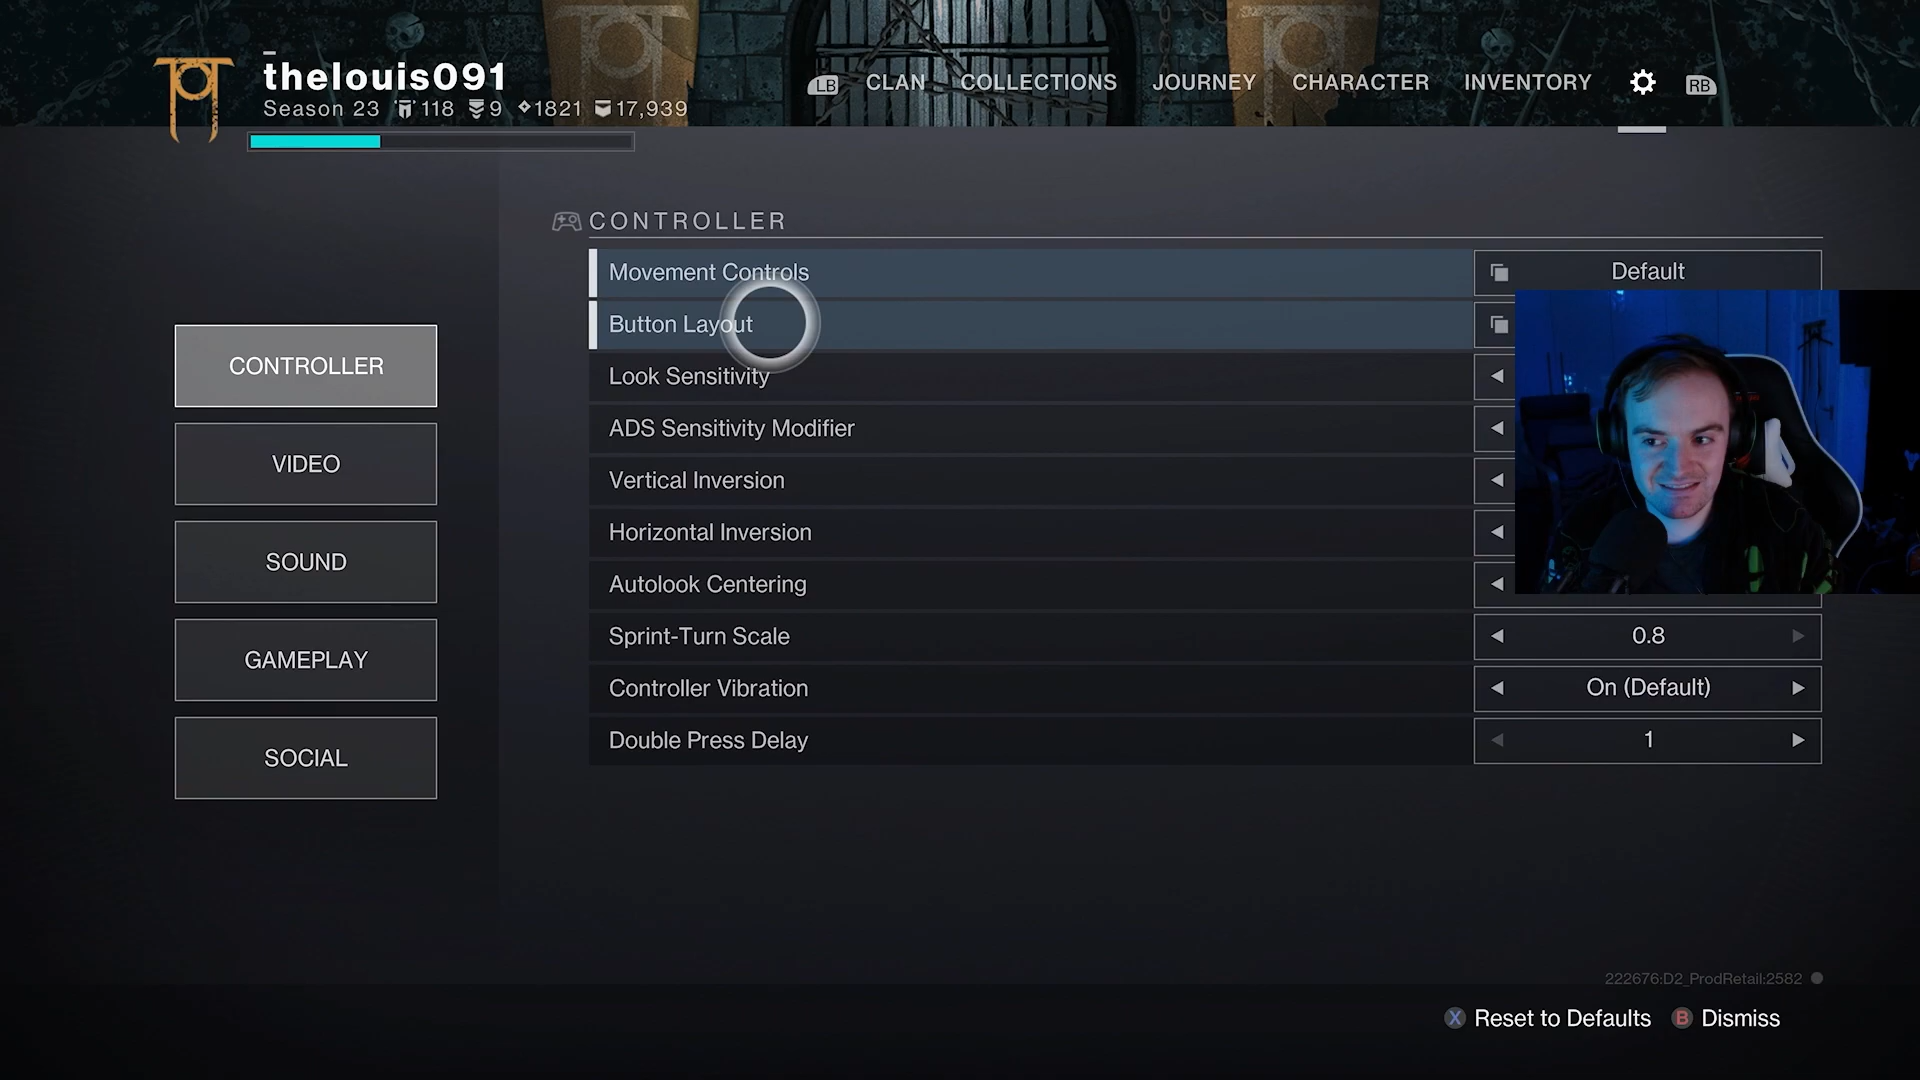 thelouis091
Season 23 118 9 1821 17,939
LB CLAN COLLECTIONS JOURNEY CHARACTER INVENTORY RB
CONTROLLER
VIDEO
SOUND
GAMEPLAY
SOCIAL
CONTROLLER
Movement Controls Default
Button Layout
Look Sensitivity
ADS Sensitivity Modifier
Vertical Inversion
Horizontal Inversion
Autolook Centering
Sprint-Turn Scale 0.8
Controller Vibration On (Default)
Double Press Delay 1
222676:D2_ProdRetail:2582
X Reset to Defaults B Dismiss